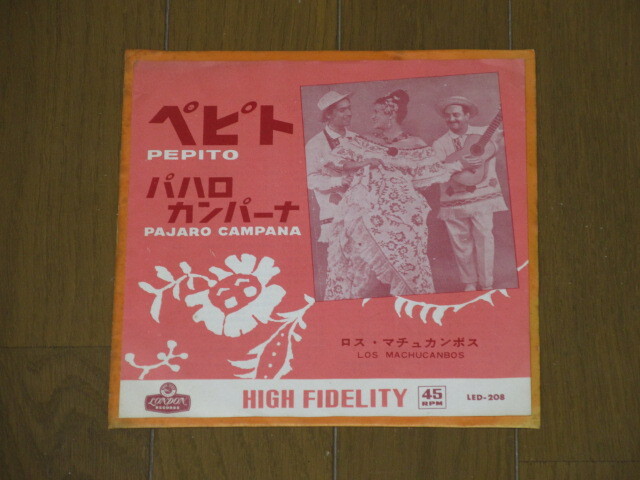 ペピト
PEPITO
パハロ
カンパーナ
PAJARO CAMPANA
ロス・マチュカンボス
LOS MACHUCANBOS
LONDON
RECORDS
HIGH FIDELITY
45
RPM
LED-208